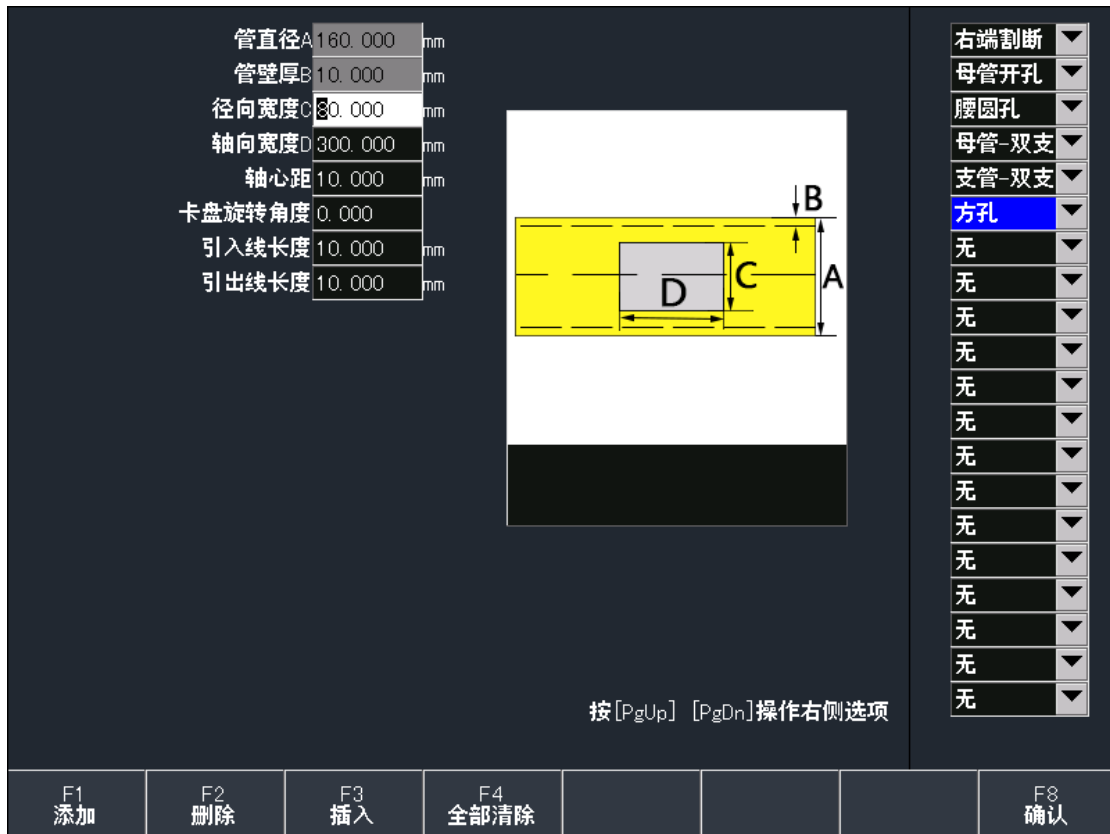 管直径A 160.000 mm
管壁厚B 10.000 mm
径向宽度C 80.000 mm
轴向宽度D 300.000 mm
轴心距 10.000 mm
卡盘旋转角度 0.000
引入线长度 10.000 mm
引出线长度 10.000 mm
B
C
A
D
按[PgUp] [PgDn]操作右侧选项
右端割断
母管开孔
腰圆孔
母管-双支
支管-双支
方孔
无
无
无
无
无
无
无
无
无
无
无
无
无
无
F1 添加
F2 删除
F3 插入
F4 全部清除
F8 确认